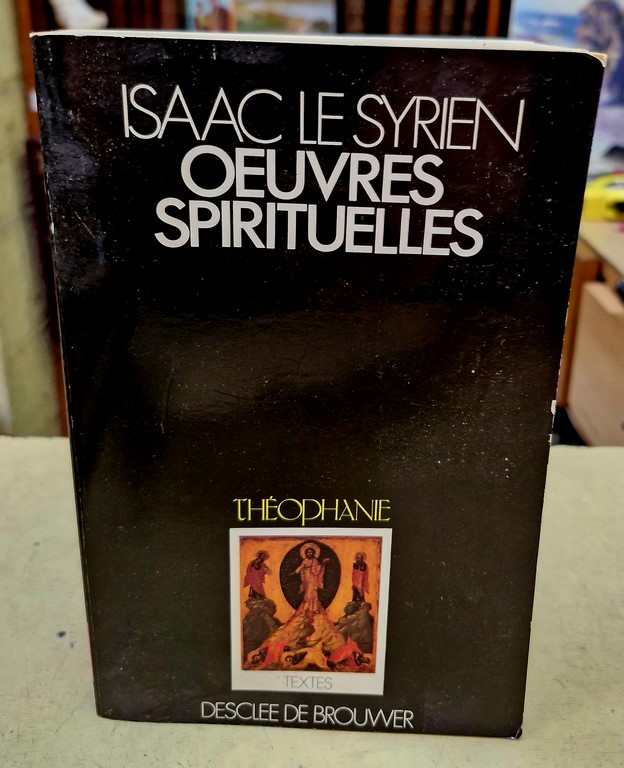 ISAAC LE SYRIEN
OEUVRES
SPIRITUELLES
THÉOPHANIE
TEXTES
DESCLEE DE BROUWER